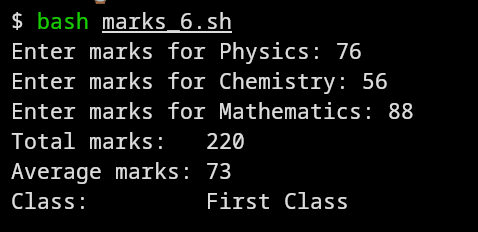 $ bash marks_6.sh
Enter marks for Physics: 76
Enter marks for Chemistry: 56
Enter marks for Mathematics: 88
Total marks:   220
Average marks: 73
Class:         First Class